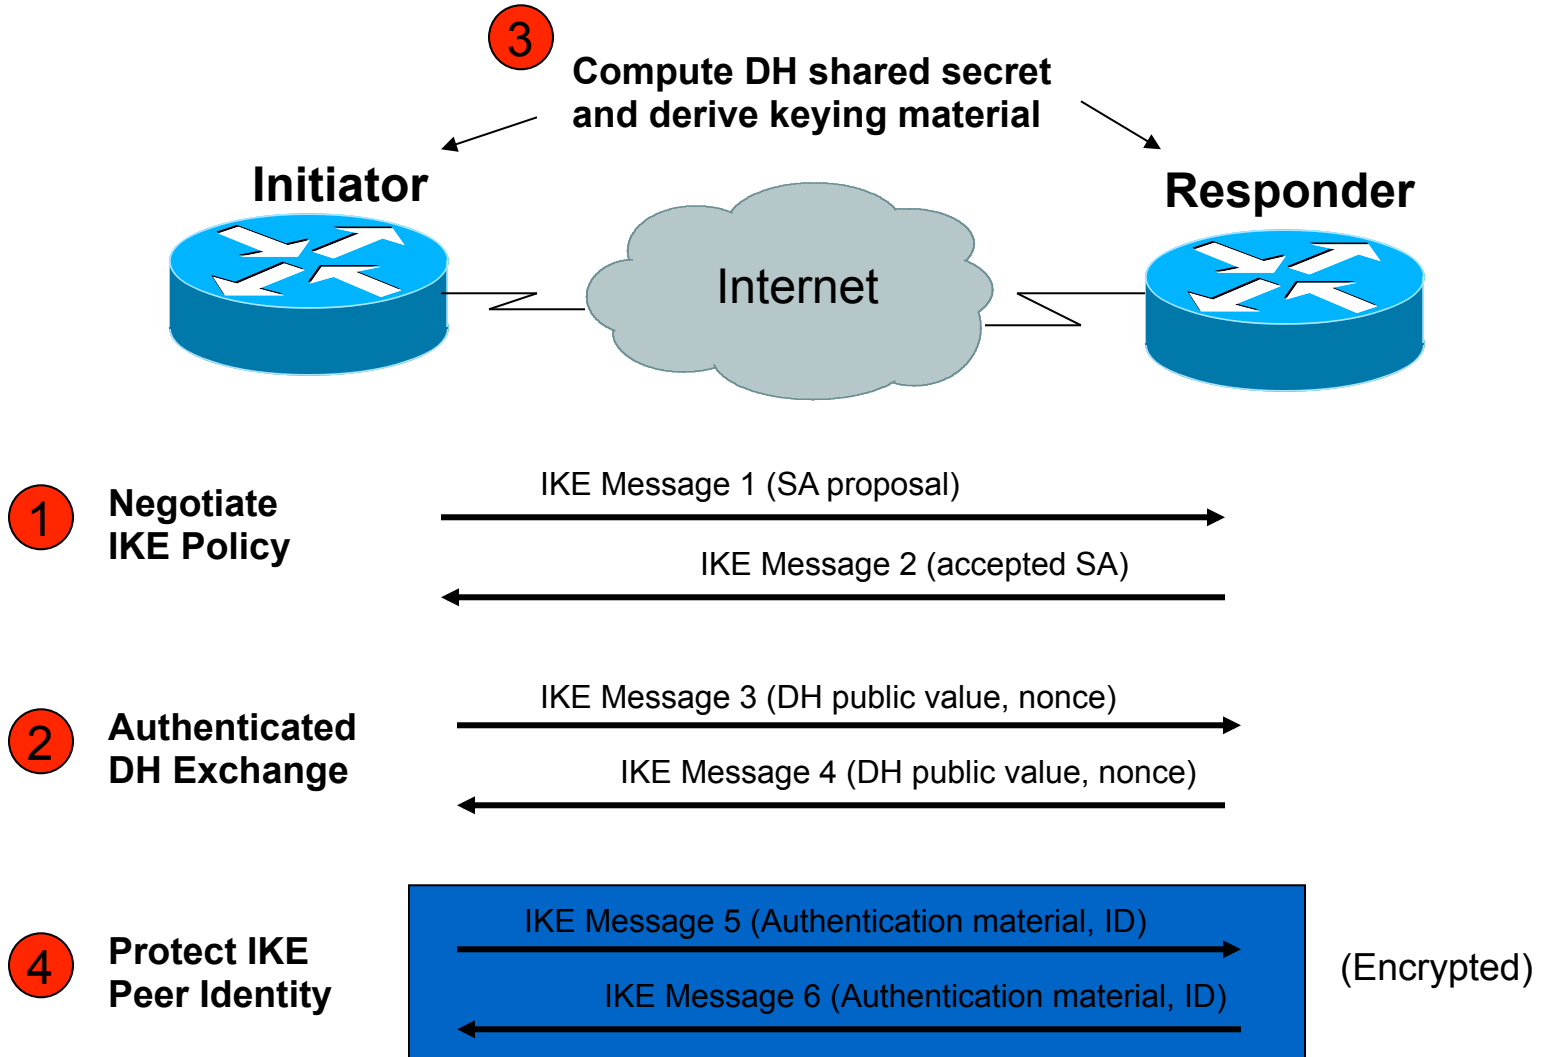 3
Compute DH shared secret
and derive keying material
Initiator
Responder
Internet
IKE Message 1 (SA proposal)
1
Negotiate
IKE Policy
IKE Message 2 (accepted SA)
IKE Message 3 (DH public value, nonce)
2
Authenticated
DH Exchange
IKE Message 4 (DH public value, nonce)
IKE Message 5 (Authentication material, ID)
4
Protect IKE
Peer Identity
(Encrypted)
IKE Message 6 (Authentication material, ID)